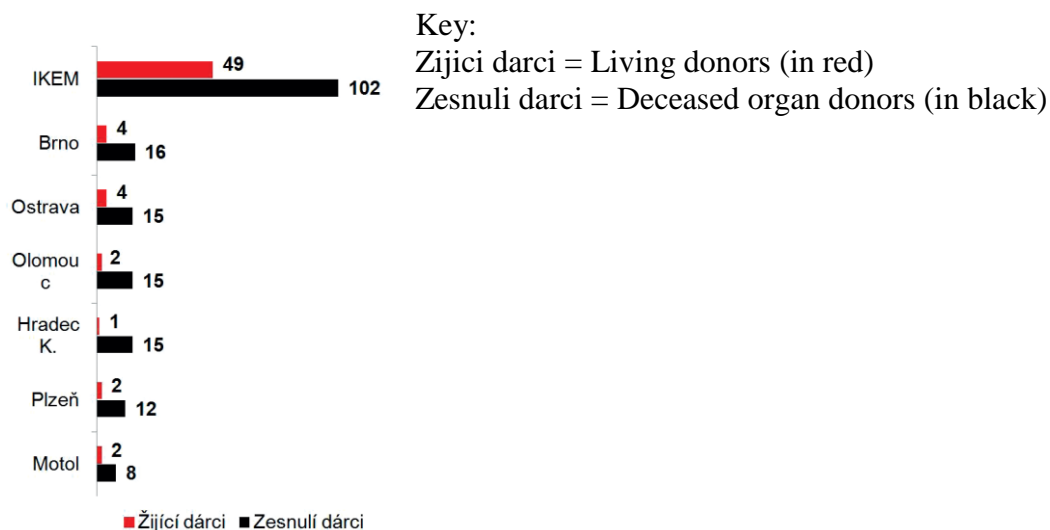 Key:
Zijici darci = Living donors (in red)
Zesnuli darci = Deceased organ donors (in black)
IKEM
49
102
Brno
4
16
Ostrava
4
15
Olomou
c
2
15
Hradec
K.
1
15
Plzeň
2
12
Motol
2
8
Žijící dárci Zesnulí dárci